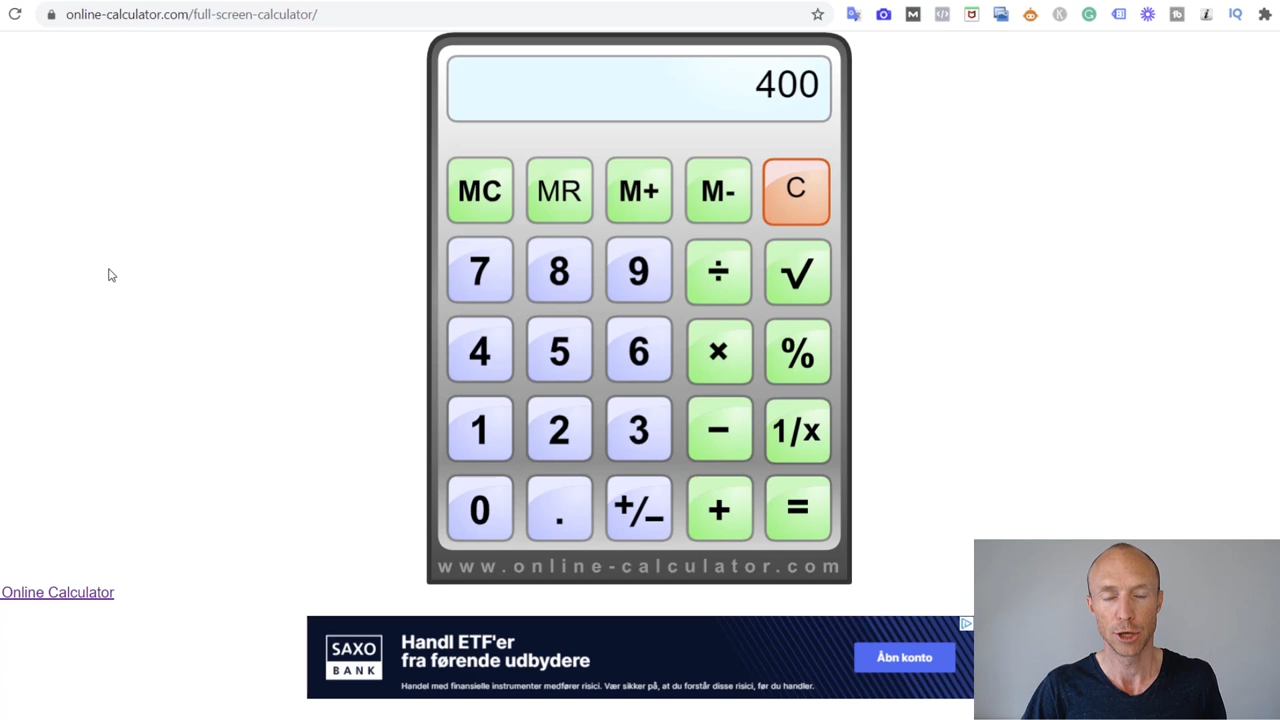 online-calculator.com/full-screen-calculator/
400
MC MR M+ M- C
7 8 9 ÷ √
4 5 6 × %
1 2 3 − 1/x
0 . +/− + =
www.online-calculator.com
Online Calculator
SAXO
BANK
Handl ETF'er
fra førende udbydere
Handel med finansielle instrumenter medfører risici. Vær sikker på, at du forstår disse risici, før du handler.
Åbn konto
IQ